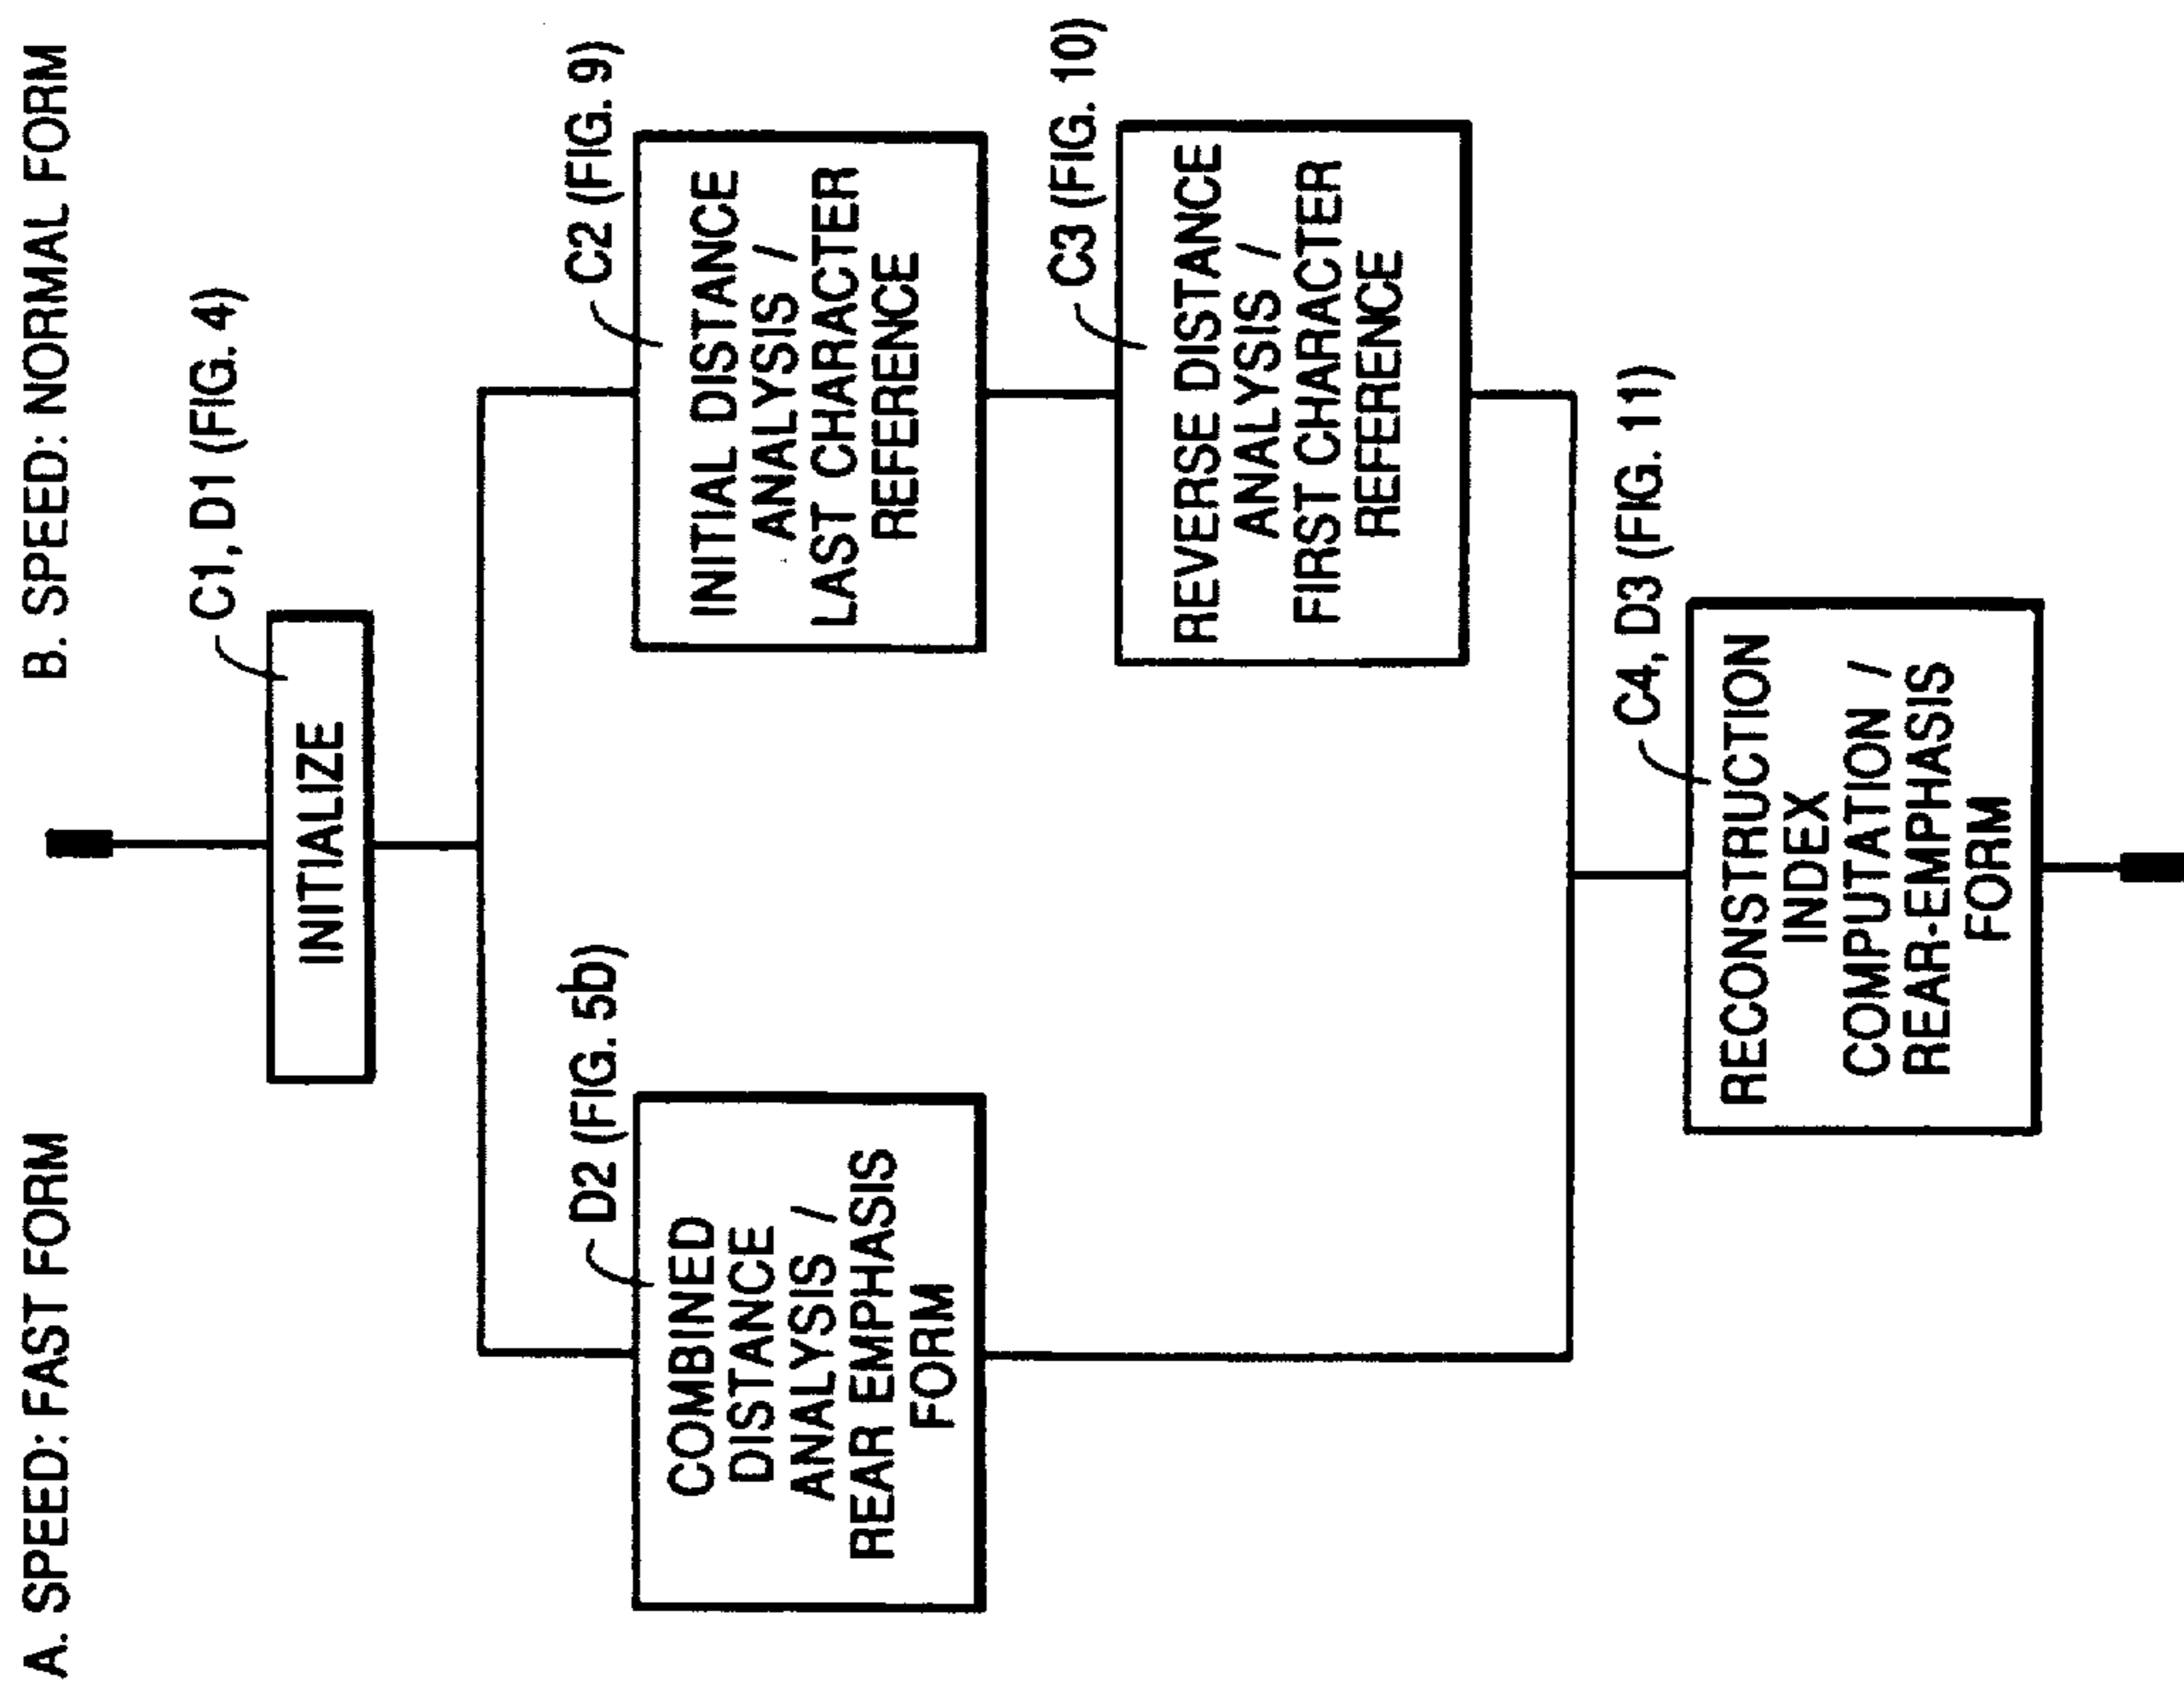 A. SPEED: FAST FORM
B. SPEED: NORMAL FORM
C1, D1 (FIG. 4)
INITIALIZE
D2 (FIG. 5b)
COMBINED
DISTANCE
ANALYSIS /
REAR EMPHASIS
FORM
C2 (FIG. 9)
INITIAL DISTANCE
ANALYSIS /
LAST CHARACTER
REFERENCE
C3 (FIG. 10)
REVERSE DISTANCE
ANALYSIS /
FIRST CHARACTER
REFERENCE
C4, D3 (FIG. 11)
RECONSTRUCTION
INDEX
COMPUTATION /
REAR-EMPHASIS
FORM